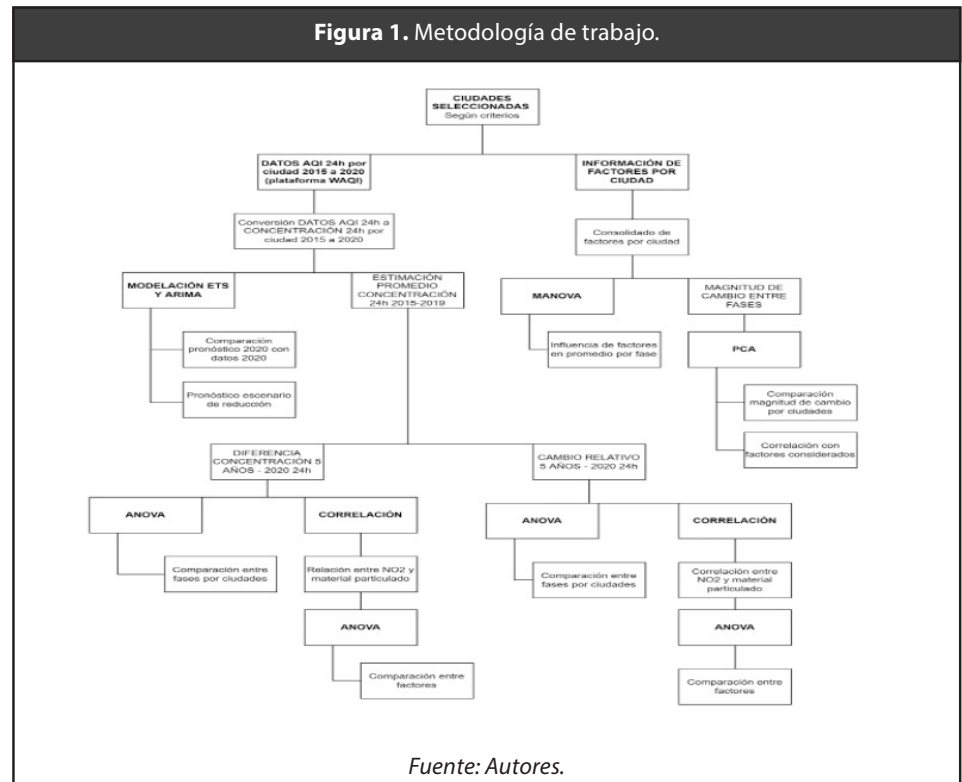 Figura 1. Metodología de trabajo.
CIUDADES
SELECCIONADAS
Según criterios
DATOS AQI 24h por
ciudad 2015 a 2020
(plataforma WAQI)
INFORMACIÓN DE
FACTORES POR
CIUDAD
Conversión DATOS AQI 24h a
CONCENTRACIÓN 24h por
ciudad 2015 a 2020
Consolidado de
factores por ciudad
MODELACIÓN ETS
Y ARIMA
ESTIMACIÓN
PROMEDIO
CONCENTRACIÓN
24h 2015-2019
MANOVA
MAGNITUD DE
CAMBIO ENTRE
FASES
Comparación
pronóstico 2020 con
datos 2020
Influencia de factores
en promedio por fase
PCA
Pronóstico escenario
de reducción
Comparación
magnitud de cambio
por ciudades
Correlación con
factores considerados
DIFERENCIA
CONCENTRACIÓN 5
AÑOS - 2020 24h
CAMBIO RELATIVO
5 AÑOS - 2020 24h
ANOVA
CORRELACIÓN
ANOVA
CORRELACIÓN
Comparación entre
fases por ciudades
Relación entre NO2 y
material particulado
Comparación entre
fases por ciudades
Correlación entre
NO2 y material
particulado
ANOVA
ANOVA
Comparación entre
factores
Comparación entre
factores
Fuente: Autores.